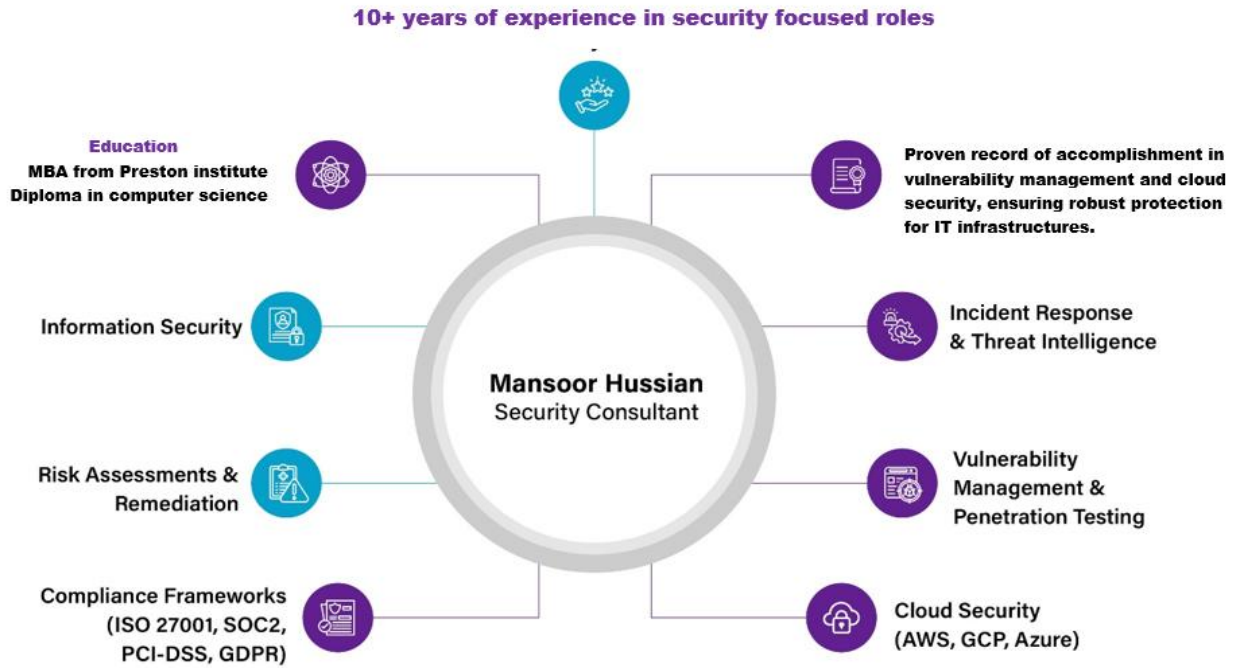 10+ years of experience in security focused roles
Education
MBA from Preston institute
Diploma in computer science
Proven record of accomplishment in
vulnerability management and cloud
security, ensuring robust protection
for IT infrastructures.
Information Security
Incident Response
& Threat Intelligence
Mansoor Hussian
Security Consultant
Risk Assessments &
Remediation
Vulnerability
Management &
Penetration Testing
Compliance Frameworks
(ISO 27001, SOC2,
PCI-DSS, GDPR)
Cloud Security
(AWS, GCP, Azure)